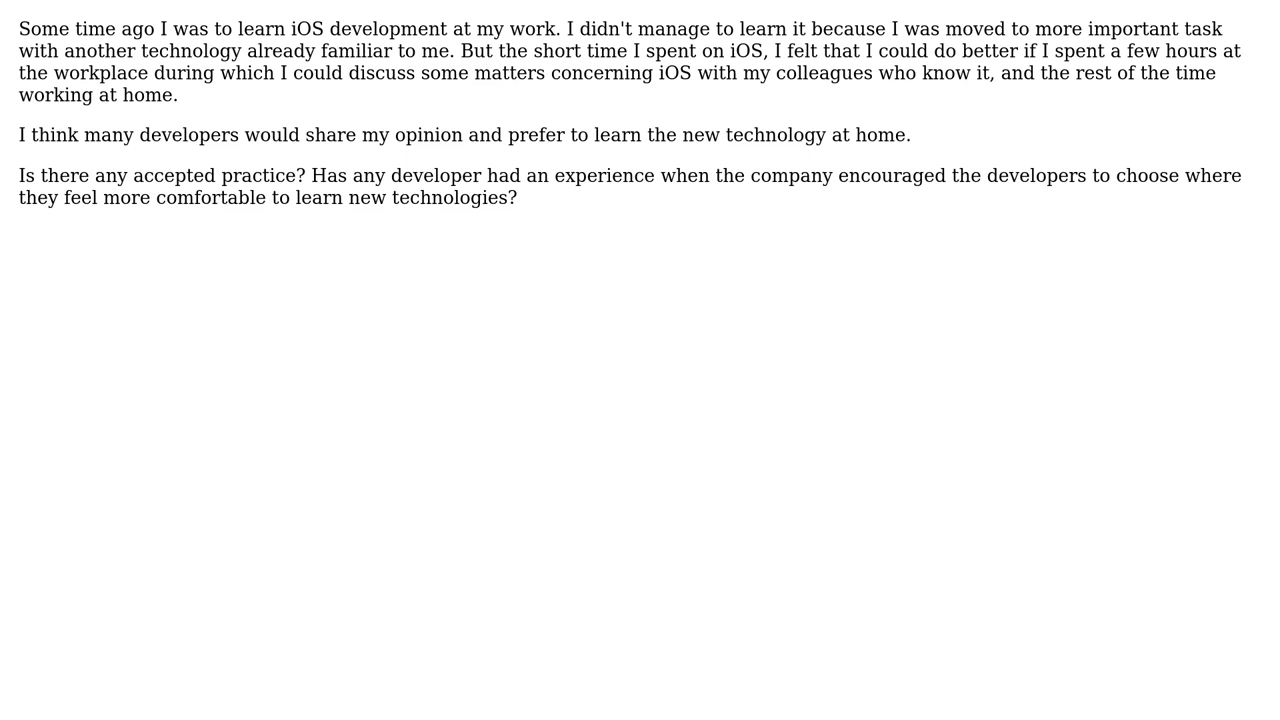 Some time ago I was to learn iOS development at my work. I didn't manage to learn it because I was moved to more important task
with another technology already familiar to me. But the short time I spent on iOS, I felt that I could do better if I spent a few hours at
the workplace during which I could discuss some matters concerning iOS with my colleagues who know it, and the rest of the time
working at home.
I think many developers would share my opinion and prefer to learn the new technology at home.
Is there any accepted practice? Has any developer had an experience when the company encouraged the developers to choose where
they feel more comfortable to learn new technologies?